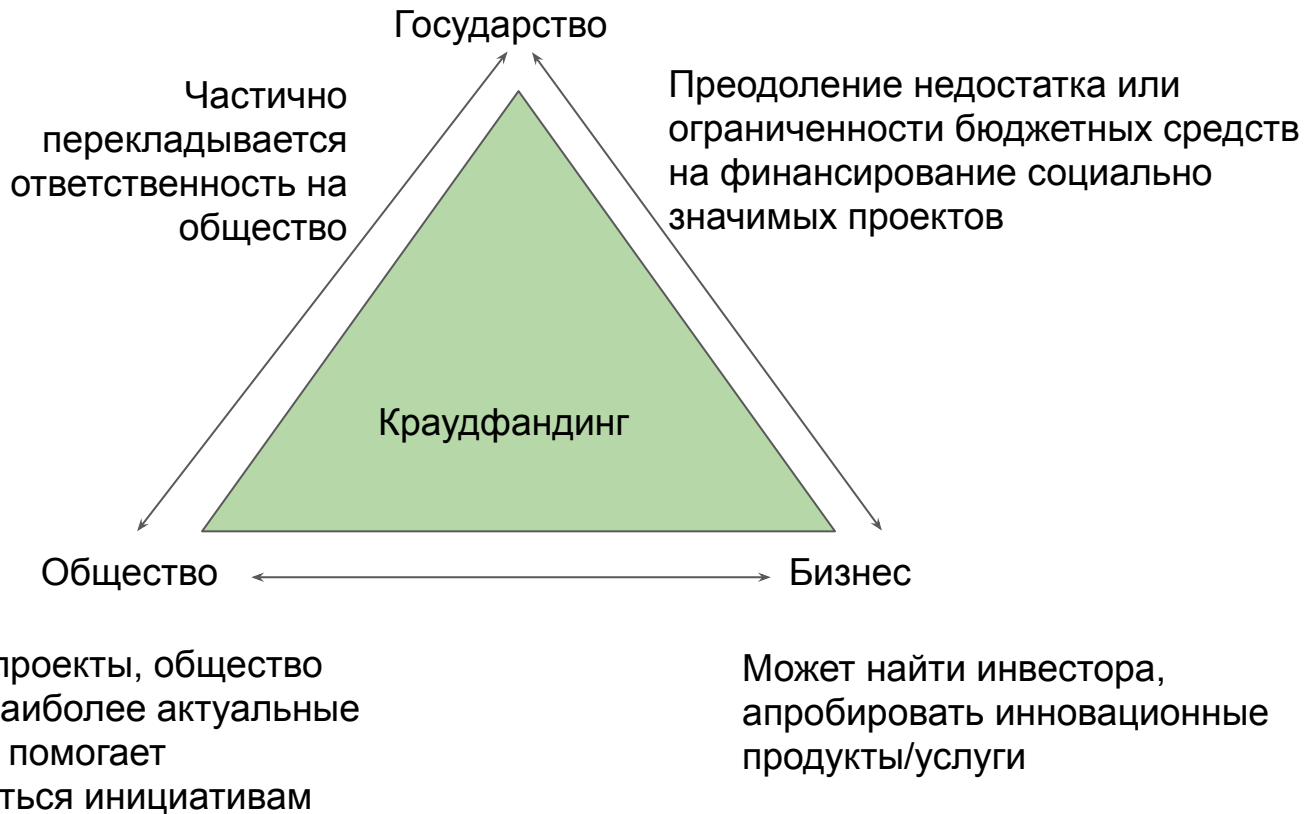 Государство
Частично
перекладывается
ответственность на
общество
Преодоление недостатка или
ограниченности бюджетных средств
на финансирование социально
значимых проектов
Краудфандинг
Общество
Бизнес
проекты, общество
аиболее актуальные
помогает
ться инициативам
Может найти инвестора,
апробировать инновационные
продукты/услуги